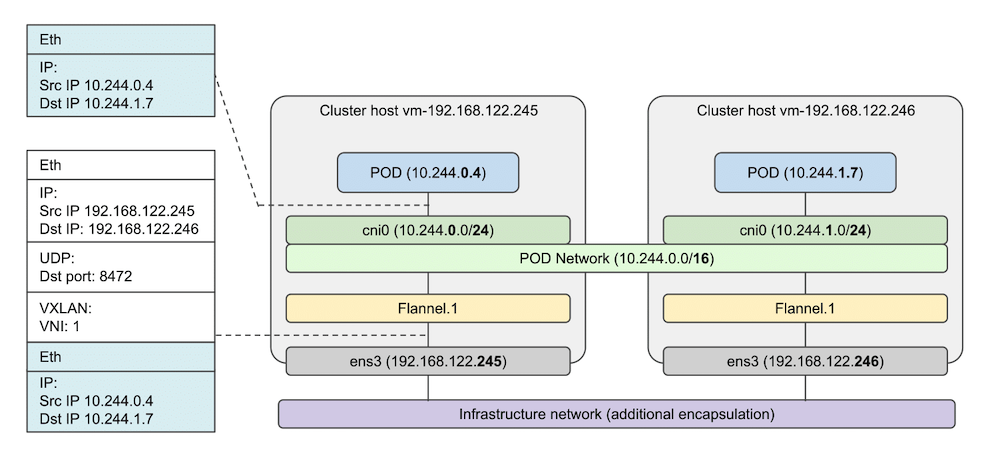 Eth
IP:
Src IP 10.244.0.4
Dst IP 10.244.1.7
Eth
IP:
Src IP 192.168.122.245
Dst IP: 192.168.122.246
UDP:
Dst port: 8472
VXLAN:
VNI: 1
Eth
IP:
Src IP 10.244.0.4
Dst IP 10.244.1.7
Cluster host vm-192.168.122.245
POD (10.244.0.4)
cni0 (10.244.0.0/24)
Cluster host vm-192.168.122.246
POD (10.244.1.7)
cni0 (10.244.1.0/24)
POD Network (10.244.0.0/16)
Flannel.1
Flannel.1
ens3 (192.168.122.245)
ens3 (192.168.122.246)
Infrastructure network (additional encapsulation)